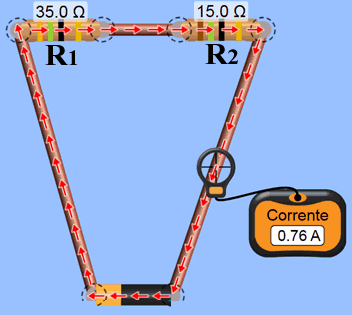 35.0 Ω
15.0 Ω
R1
R2
Corrente
0.76 A